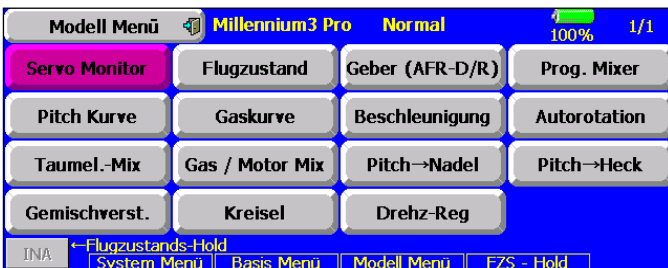 Modell Menü Millennium3 Pro Normal 100% 1/1
Servo Monitor Flugzustand Geber (AFR-D/R) Prog. Mixer
Pitch Kurve Gaskurve Beschleunigung Autorotation
Taumel.-Mix Gas / Motor Mix Pitch→Nadel Pitch→Heck
Gemischverst. Kreisel Drehz-Reg
INA ←Flugzustands-Hold
System Menü Basis Menü Modell Menü FZS - Hold